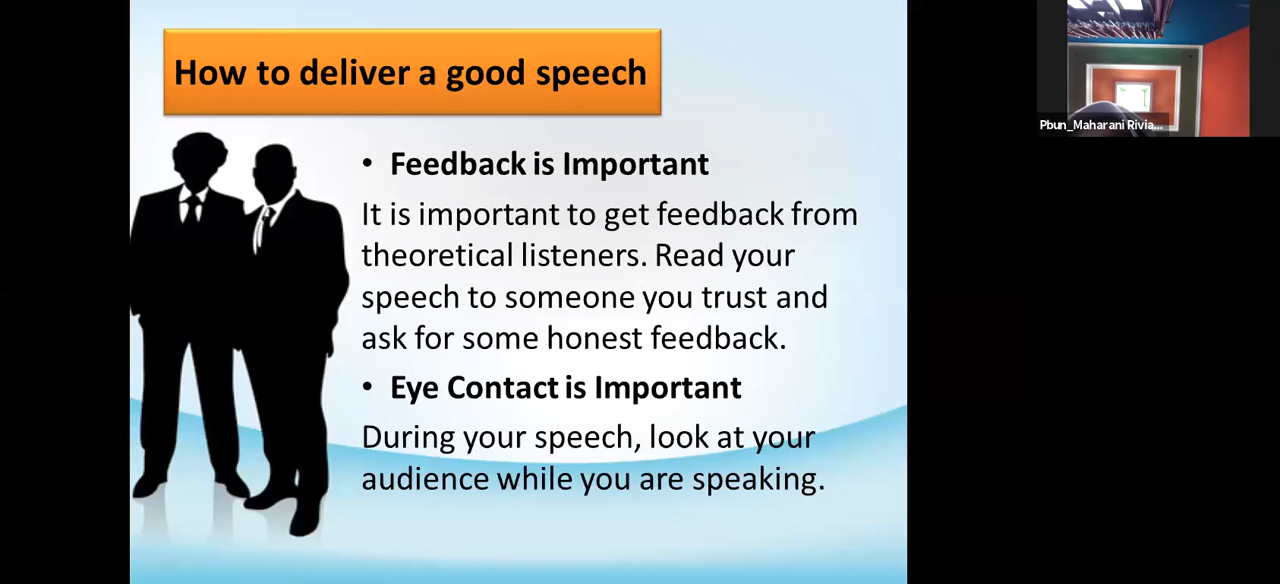 How to deliver a good speech
• Feedback is Important
It is important to get feedback from
theoretical listeners. Read your
speech to someone you trust and
ask for some honest feedback.
• Eye Contact is Important
During your speech, look at your
audience while you are speaking.
Pbun_Maharani Rivia...